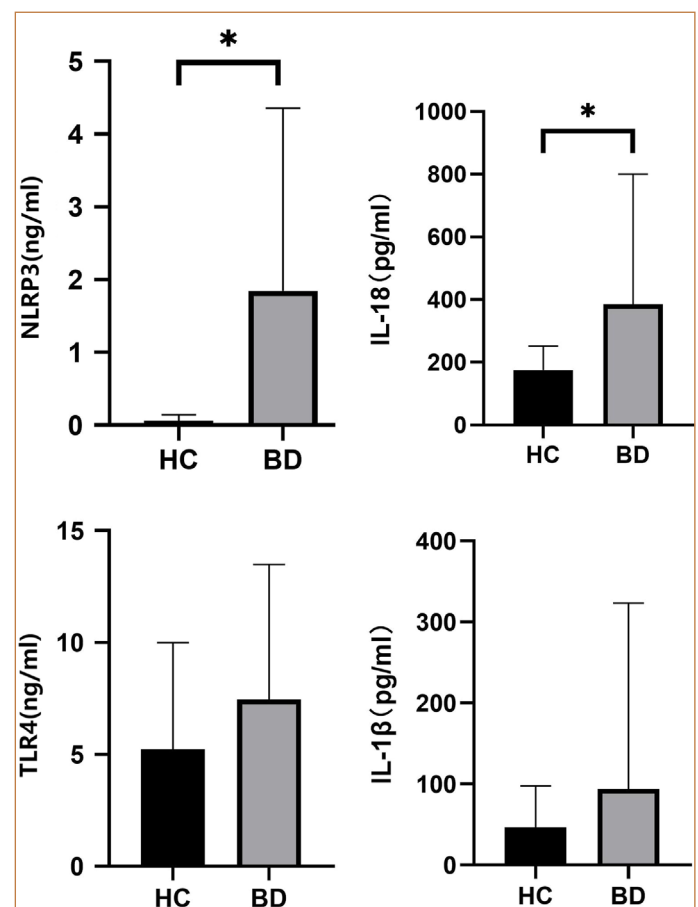 *
NLRP3(ng/ml)
5
4
3
2
1
0
HC BD
*
IL-18(pg/ml)
1000
800
600
400
200
0
HC BD
TLR4(ng/ml)
15
10
5
0
HC BD
IL-1β(pg/ml)
400
300
200
100
0
HC BD